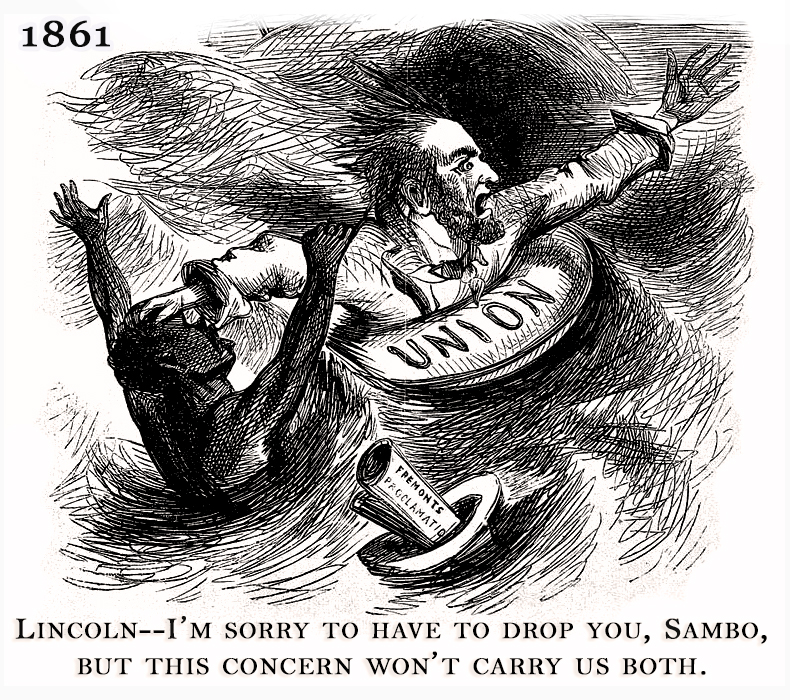 1861
UNION
FREMONTS
PROCLAMATIO
Lincoln--I'm sorry to have to drop you, Sambo,
but this concern won't carry us both.